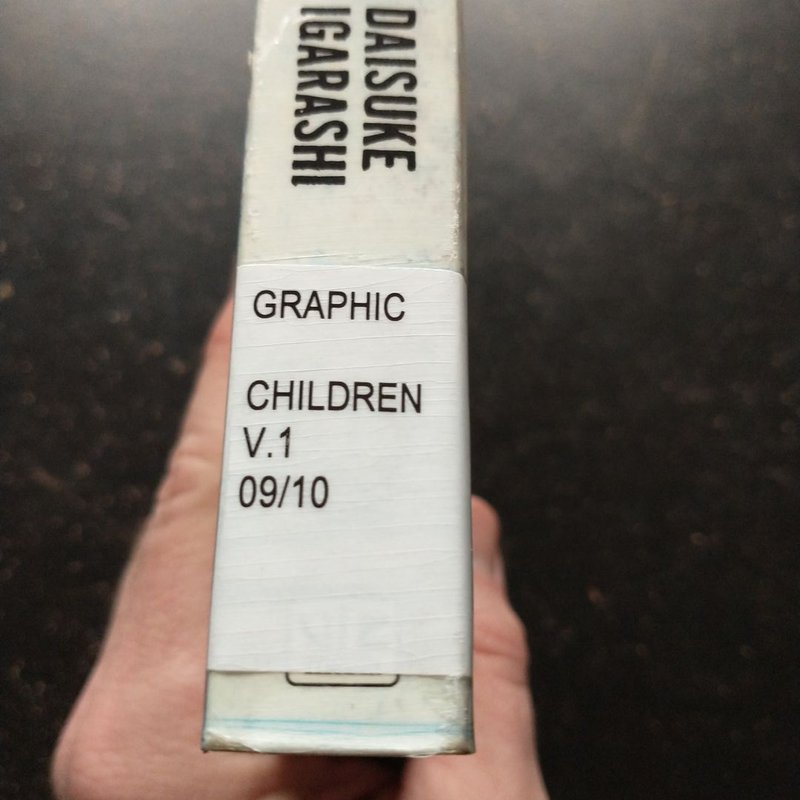 DAISUKE
IGARASHI
GRAPHIC
CHILDREN
V.1
09/10